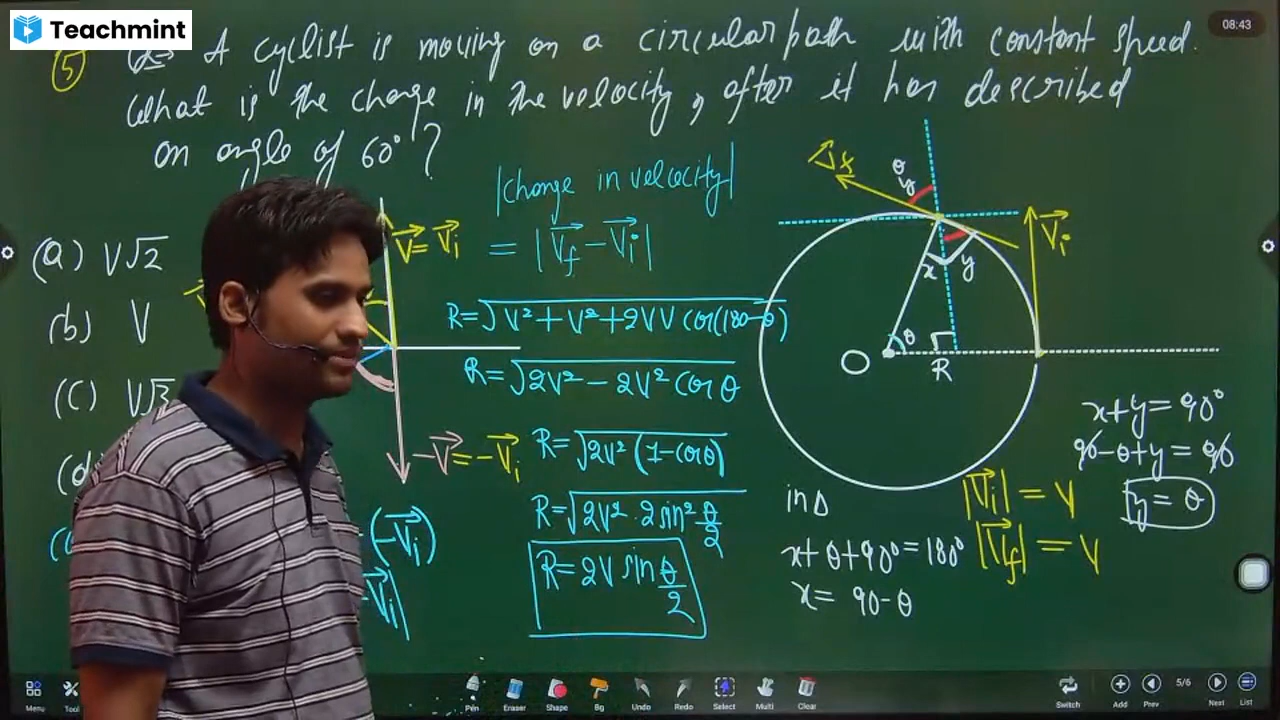 Teachmint
08:43
(5) Q⇒ A cyclist is moving on a circular path with constant speed.
What is the change in the velocity, after it has described
an angle of 60°?
(a) V√2
(b) V
(c) V√3
(d)
V⃗ = V⃗i
-V⃗ = -V⃗i
(-V⃗i)
-V⃗i|
|Change in velocity|
= |V⃗f - V⃗i|
R = √V² + V² + 2VV cos(180-θ)
R = √2V² - 2V² cos θ
R = √2V² (1-cosθ)
R = √2V² · 2 sin² θ/2
R = 2V sin θ/2
θ
y
V⃗i
x
y
O
θ
R
x+y = 90°
90-θ+y = 90
y = θ
in Δ
x+θ+90° = 180°
x = 90-θ
|V⃗i| = V
|V⃗f| = V
Menu
Tool
Pen
Eraser
Shape
Bg
Undo
Redo
Select
Multi
Clear
Switch
Add
Prev
5/6
Next
List